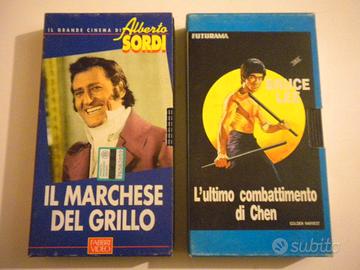 IL GRANDE CINEMA DI Alberto
SORDI
IL MARCHESE
DEL GRILLO
FABBRI
VIDEO
FUTURAMA
BRUCE
LEE
L'ultimo combattimento
di Chen
GOLDEN HARVEST
subito